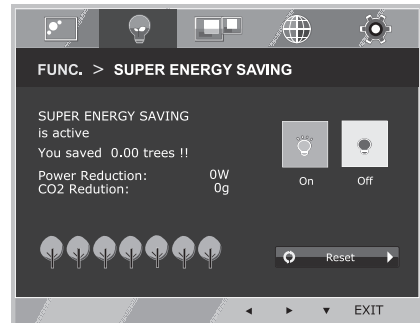 FUNC. > SUPER ENERGY SAVING
SUPER ENERGY SAVING
is active
You saved 0.00 trees !!
Power Reduction: 0W
CO2 Redution: 0g
On Off
Reset
EXIT